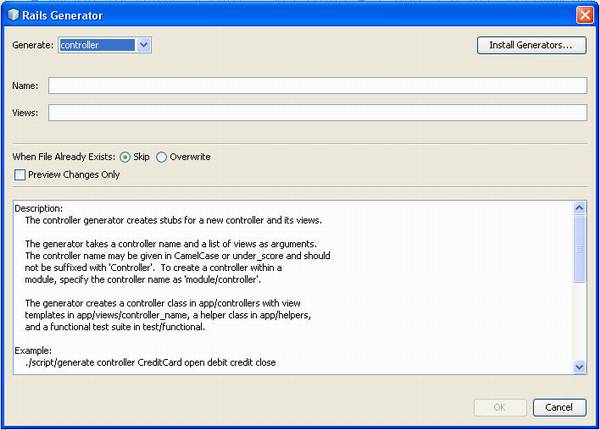 Rails Generator
Generate: controller Install Generators...
Name:
Views:
When File Already Exists: Skip Overwrite
Preview Changes Only
Description:
The controller generator creates stubs for a new controller and its views.
The generator takes a controller name and a list of views as arguments.
The controller name may be given in CamelCase or under_score and should
not be suffixed with 'Controller'. To create a controller within a
module, specify the controller name as 'module/controller'.
The generator creates a controller class in app/controllers with view
templates in app/views/controller_name, a helper class in app/helpers,
and a functional test suite in test/functional.
Example:
./script/generate controller CreditCard open debit credit close
OK Cancel